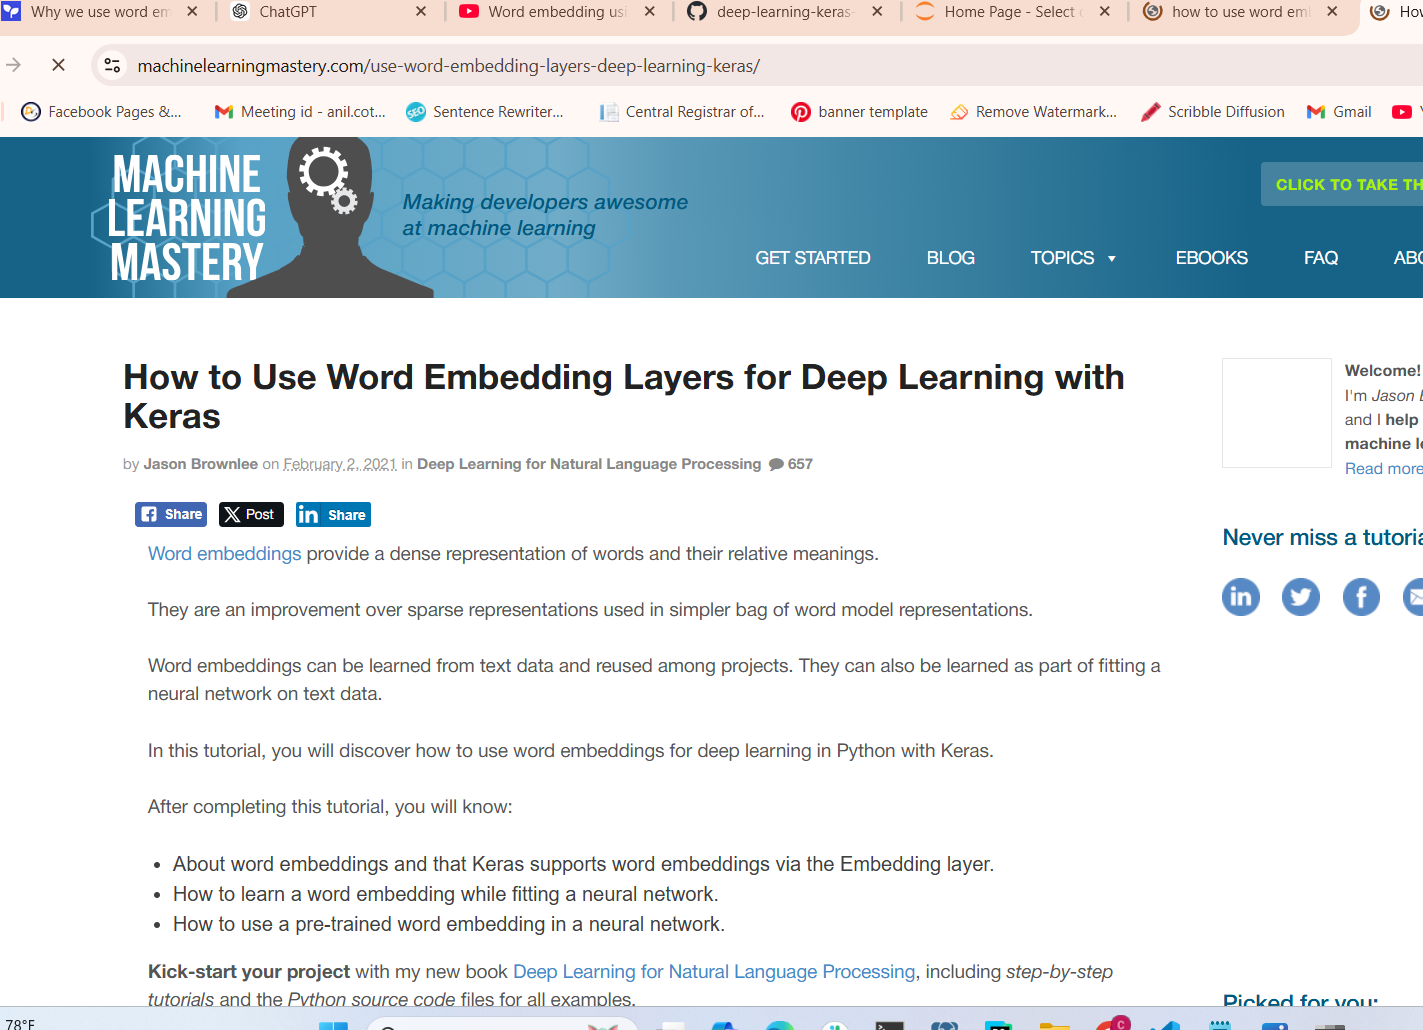 Why we use word em
ChatGPT
Word embedding usi
deep-learning-keras-
Home Page - Select
how to use word em
How
machinelearningmastery.com/use-word-embedding-layers-deep-learning-keras/
Facebook Pages &...
Meeting id - anil.cot...
SEO
Sentence Rewriter...
Central Registrar of...
banner template
Remove Watermark...
Scribble Diffusion
Gmail
MACHINE
LEARNING
MASTERY
Making developers awesome
at machine learning
CLICK TO TAKE TH
GET STARTED
BLOG
TOPICS
EBOOKS
FAQ
ABO
How to Use Word Embedding Layers for Deep Learning with
Keras
by Jason Brownlee on February 2, 2021 in Deep Learning for Natural Language Processing 657
Share
Post
in Share
Word embeddings provide a dense representation of words and their relative meanings.
They are an improvement over sparse representations used in simpler bag of word model representations.
Word embeddings can be learned from text data and reused among projects. They can also be learned as part of fitting a
neural network on text data.
In this tutorial, you will discover how to use word embeddings for deep learning in Python with Keras.
After completing this tutorial, you will know:
• About word embeddings and that Keras supports word embeddings via the Embedding layer.
• How to learn a word embedding while fitting a neural network.
• How to use a pre-trained word embedding in a neural network.
Kick-start your project with my new book Deep Learning for Natural Language Processing, including step-by-step
tutorials and the Python source code files for all examples.
Welcome!
I'm Jason
and I help
machine le
Read more
Never miss a tutoria
in
Picked for you:
78°F